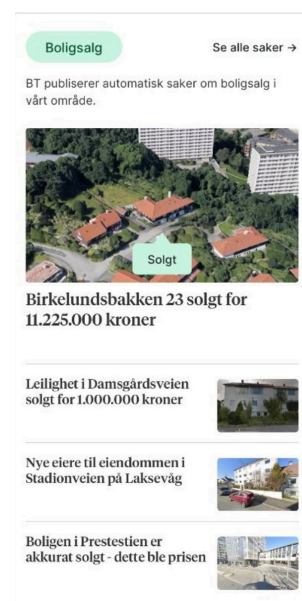 Boligsalg
Se alle saker →
BT publiserer automatisk saker om boligsalg i
vårt område.
Solgt
Birkelundsbakken 23 solgt for
11.225.000 kroner
Leilighet i Damsgårdsveien
solgt for 1.000.000 kroner
Nye eiere til eiendommen i
Stadionveien på Laksevåg
Boligen i Prestestien er
akkurat solgt - dette ble prisen